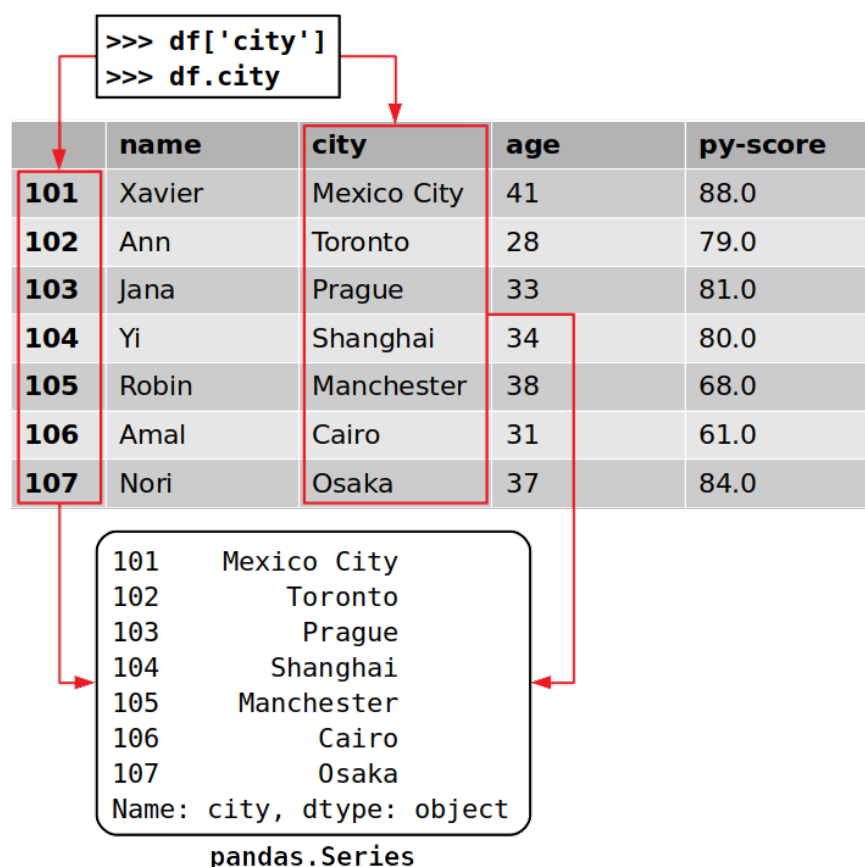 >>> df['city']
>>> df.city
name city age py-score
101 Xavier Mexico City 41 88.0
102 Ann Toronto 28 79.0
103 Jana Prague 33 81.0
104 Yi Shanghai 34 80.0
105 Robin Manchester 38 68.0
106 Amal Cairo 31 61.0
107 Nori Osaka 37 84.0
101 Mexico City
102 Toronto
103 Prague
104 Shanghai
105 Manchester
106 Cairo
107 Osaka
Name: city, dtype: object
pandas.Series